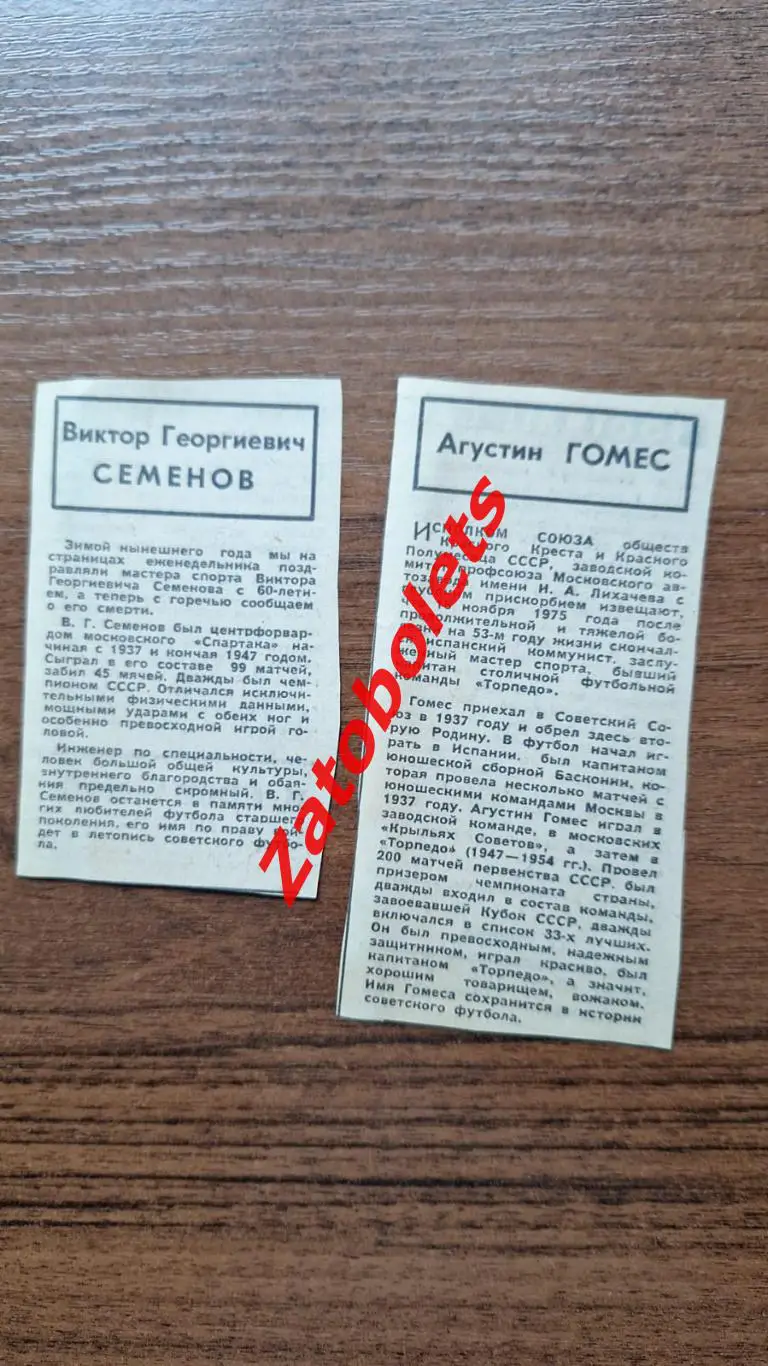 Виктор Георгиевич
СЕМЕНОВ
Зимой нынешнего года мы на
страницах еженедельника позд-
равляли мастера спорта Виктора
Георгиевича Семенова с 60-лети-
ем, а теперь с горечью сообщаем
о его смерти.
В. Г. Семенов был центрфорвар-
дом московского «Спартака» на-
чиная с 1937 и кончая 1947 годом.
Сыграл в его составе 99 матчей,
забил 45 мячей. Дважды был чем-
пионом СССР. Отличался исключи-
тельными физическими данными,
мощными ударами с обеих ног и
особенно превосходной игрой го-
ловой.
Инженер по специальности, че-
ловек большой общей культуры,
внутреннего благородства и обая-
ния предельно скромный, В. Г.
Семенов останется в памяти мно-
гих любителей футбола старшего
поколения, его имя по праву вой-
дет в летопись советского футбо-
ла.
Агустин ГОМЕС
ИСПОЛКОМ СОЮЗА обществ
Красного Креста и Красного
Полумесяца СССР, заводской ко-
митет профсоюза Московского ав-
тозавода имени И. А. Лихачева с
глубоким прискорбием извещают,
ноября 1975 года после
продолжительной и тяжелой бо-
на 53-м году жизни скончал-
испанский коммунист, заслу-
женный мастер спорта, бывший
капитан столичной футбольной
команды «Торпедо».
Гомес приехал в Советский Со-
юз в 1937 году и обрел здесь вто-
рую Родину. В футбол начал иг-
рать в Испании, был капитаном
юношеской сборной Басконии, ко-
торая провела несколько матчей с
юношескими командами Москвы в
1937 году. Агустин Гомес играл в
заводской команде, в московских
«Крыльях Советов», а затем в
«Торпедо» (1947—1954 гг.). Провел
200 матчей первенства СССР, был
призером чемпионата страны,
дважды входил в состав команды,
завоевавшей Кубок СССР, дважды
включался в список 33-х лучших.
Он был превосходным, надежным
защитником, играл красиво, был
капитаном «Торпедо», а значит,
хорошим товарищем, вожаком.
Имя Гомеса сохранится в истории
советского футбола.
Zatobolets